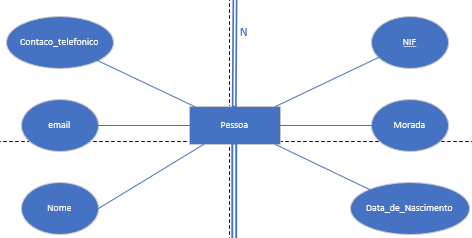 N
Contaco_telefonico
NIF
email
Pessoa
Morada
Nome
Data_de_Nascimento